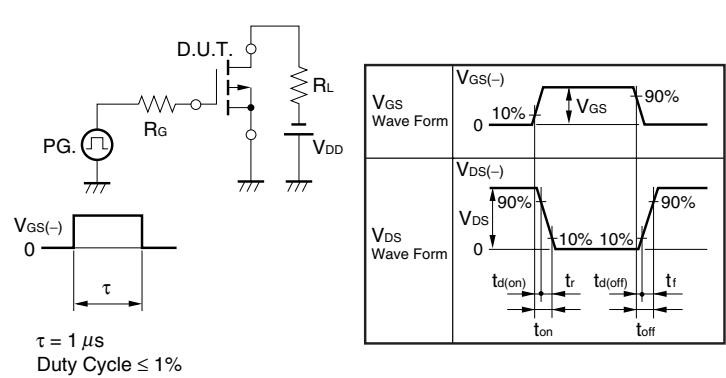 D.U.T.
RL
RG
PG.
VDD
VGS(−)
0
τ
τ = 1 μs
Duty Cycle ≤ 1%
VGS
Wave Form
VGS(−)
10%
VGS
90%
0
VDS
Wave Form
VDS(−)
90%
90%
VDS
10% 10%
0
td(on) tr td(off) tf
ton toff